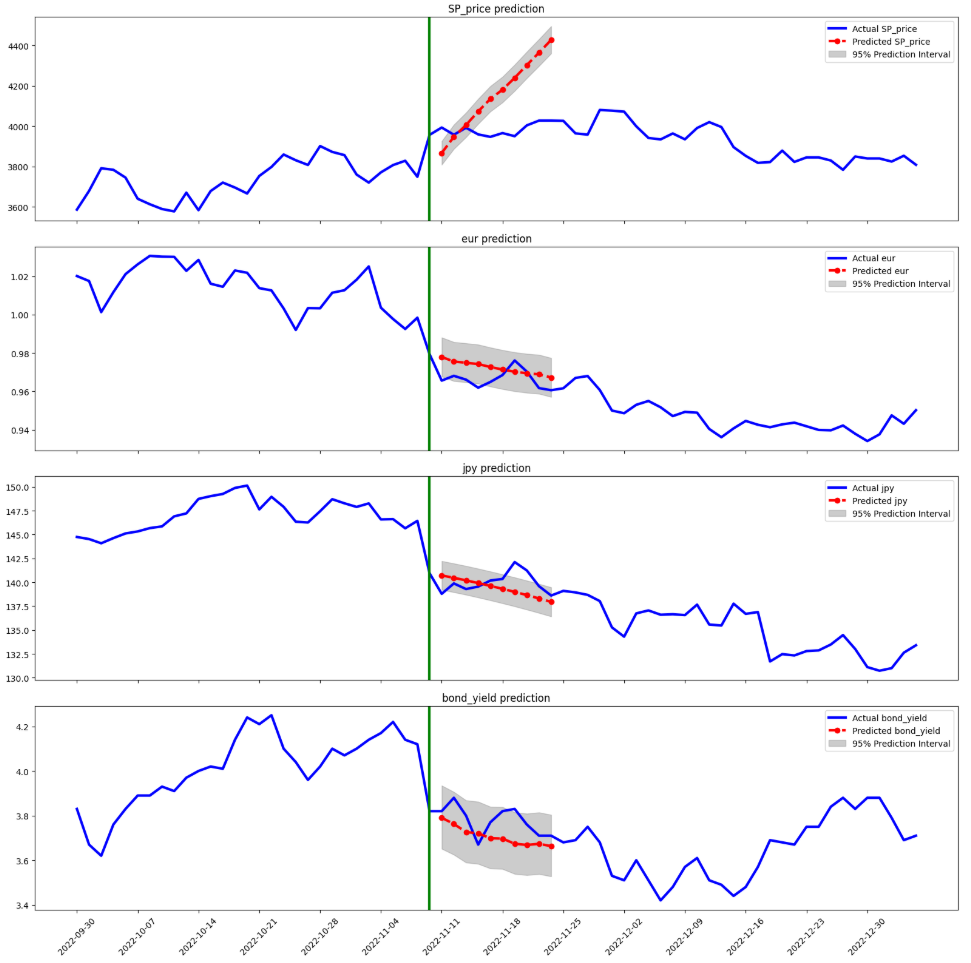 SP_price prediction
4400
4200
4000
3800
3600
Actual SP_price
Predicted SP_price
95% Prediction Interval
eur prediction
1.02
1.00
0.98
0.96
0.94
Actual eur
Predicted eur
95% Prediction Interval
jpy prediction
150.0
147.5
145.0
142.5
140.0
137.5
135.0
132.5
130.0
Actual jpy
Predicted jpy
95% Prediction Interval
bond_yield prediction
4.2
4.0
3.8
3.6
3.4
Actual bond_yield
Predicted bond_yield
95% Prediction Interval
2022-09-30
2022-10-07
2022-10-14
2022-10-21
2022-10-28
2022-11-04
2022-11-11
2022-11-18
2022-11-25
2022-12-02
2022-12-09
2022-12-16
2022-12-23
2022-12-30